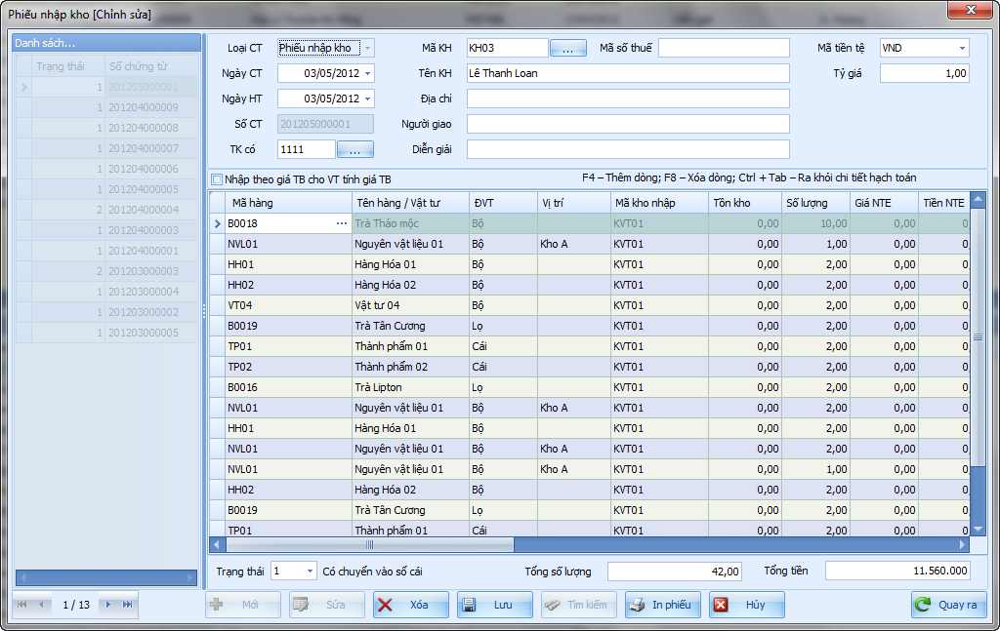 Phiếu nhập kho [Chỉnh sửa]
Danh sách...
Trạng thái Số chứng từ
1 201205000001
1 201204000009
1 201204000008
1 201204000007
1 201204000006
1 201204000005
2 201204000004
1 201204000003
1 201204000001
2 201203000003
1 201203000004
1 201203000002
1 201203000005
Loại CT Phiếu nhập kho Mã KH KH03 ... Mã số thuế Mã tiền tệ VND
Ngày CT 03/05/2012 Tên KH Lê Thanh Loan Tỷ giá 1,00
Ngày HT 03/05/2012 Địa chỉ
Số CT 201205000001 Người giao
TK có 1111 ... Diễn giải
Nhập theo giá TB cho VT tính giá TB F4 – Thêm dòng; F8 – Xóa dòng; Ctrl + Tab – Ra khỏi chi tiết hạch toán
Mã hàng Tên hàng / Vật tư ĐVT Vị trí Mã kho nhập Tồn kho Số lượng Giá NTE Tiền NTE
B0018 ... Trà Thảo mộc Bộ KVT01 0,00 10,00 0,00 0
NVL01 Nguyên vật liệu 01 Bộ Kho A KVT01 0,00 1,00 0,00 0
HH01 Hàng Hóa 01 Bộ KVT01 0,00 2,00 0,00 0
HH02 Hàng Hóa 02 Bộ KVT01 0,00 2,00 0,00 0
VT04 Vật tư 04 Bộ KVT01 0,00 2,00 0,00 0
B0019 Trà Tân Cương Lọ KVT01 0,00 2,00 0,00 0
TP01 Thành phẩm 01 Cái KVT01 0,00 2,00 0,00 0
TP02 Thành phẩm 02 Cái KVT01 0,00 2,00 0,00 0
B0016 Trà Lipton Lọ KVT01 0,00 2,00 0,00 0
NVL01 Nguyên vật liệu 01 Bộ Kho A KVT01 0,00 2,00 0,00 0
HH01 Hàng Hóa 01 Bộ KVT01 0,00 2,00 0,00 0
NVL01 Nguyên vật liệu 01 Bộ Kho A KVT01 0,00 2,00 0,00 0
NVL01 Nguyên vật liệu 01 Bộ Kho A KVT01 0,00 1,00 0,00 0
HH02 Hàng Hóa 02 Bộ KVT01 0,00 2,00 0,00 0
B0019 Trà Tân Cương Lọ KVT01 0,00 2,00 0,00 0
TP01 Thành phẩm 01 Cái KVT01 0,00 2,00 0,00 0
Trạng thái 1 Có chuyển vào sổ cái Tổng số lượng 42,00 Tổng tiền 11.560.000
1 / 13 Mới Sửa Xóa Lưu Tìm kiếm In phiếu Hủy Quay ra